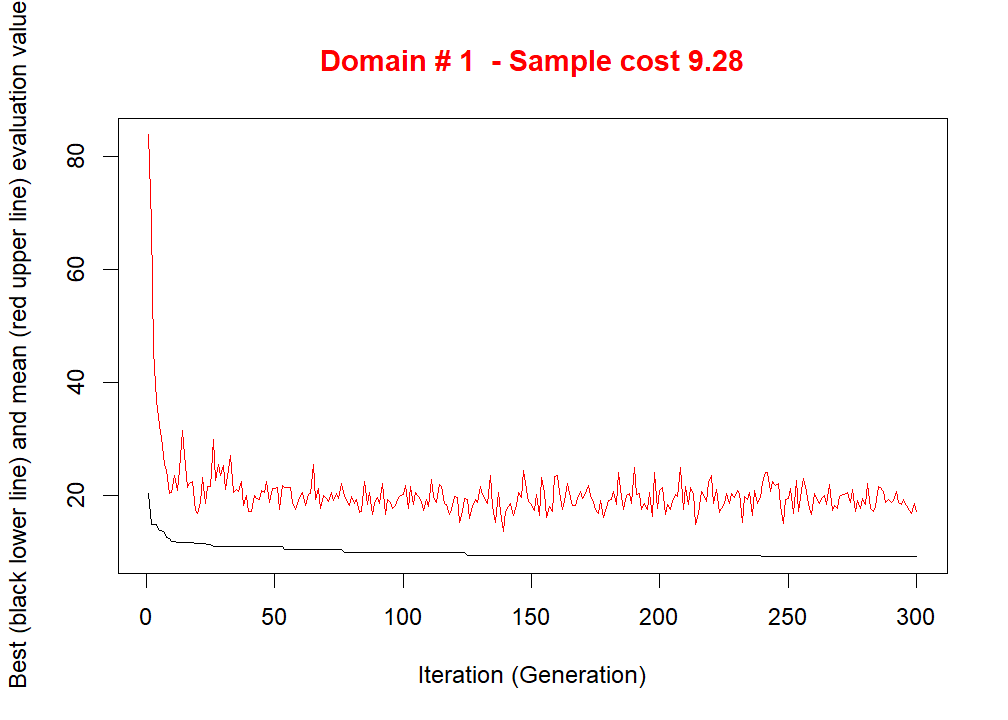 Domain # 1  - Sample cost 9.28
Best (black lower line) and mean (red upper line) evaluation value
80
60
40
20
0 50 100 150 200 250 300
Iteration (Generation)